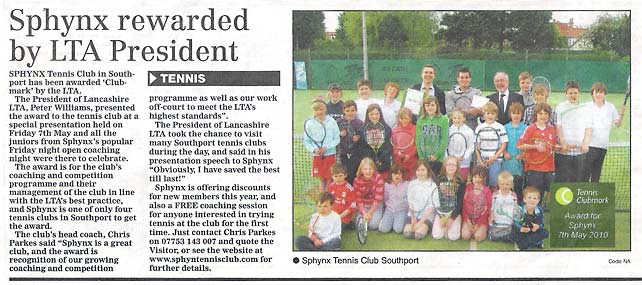 Sphynx rewarded
by LTA President
SPHYNX Tennis Club in South-
port has been awarded 'Club-
mark' by the LTA.
The President of Lancashire
LTA, Peter Williams, presented
the award to the tennis club at a
special presentation held on
Friday 7th May and all the
juniors from Sphynx's popular
Friday night open coaching
night were there to celebrate.
The award is for the club's
coaching and competition
programme and their
management of the club in line
with the LTA's best practice,
and Sphynx is one of only four
tennis clubs in Southport to get
the award.
The club's head coach, Chris
Parkes said "Sphynx is a great
club, and the award is
recognition of our growing
coaching and competition
TENNIS
programme as well as our work
off-court to meet the LTA's
highest standards".
The President of Lancashire
LTA took the chance to visit
many Southport tennis clubs
during the day, and said in his
presentation speech to Sphynx
"Obviously, I have saved the best
till last!"
Sphynx is offering discounts
for new members this year, and
also a FREE coaching session
for anyone interested in trying
tennis at the club for the first
time. Just contact Chris Parkes
on 07753 143 007 and quote the
Visitor, or see the website at
www.sphyntennisclub.com for
further details.
Tennis
Clubmark
Award for
Sphynx
7th May 2010
Sphynx Tennis Club Southport
Code NA